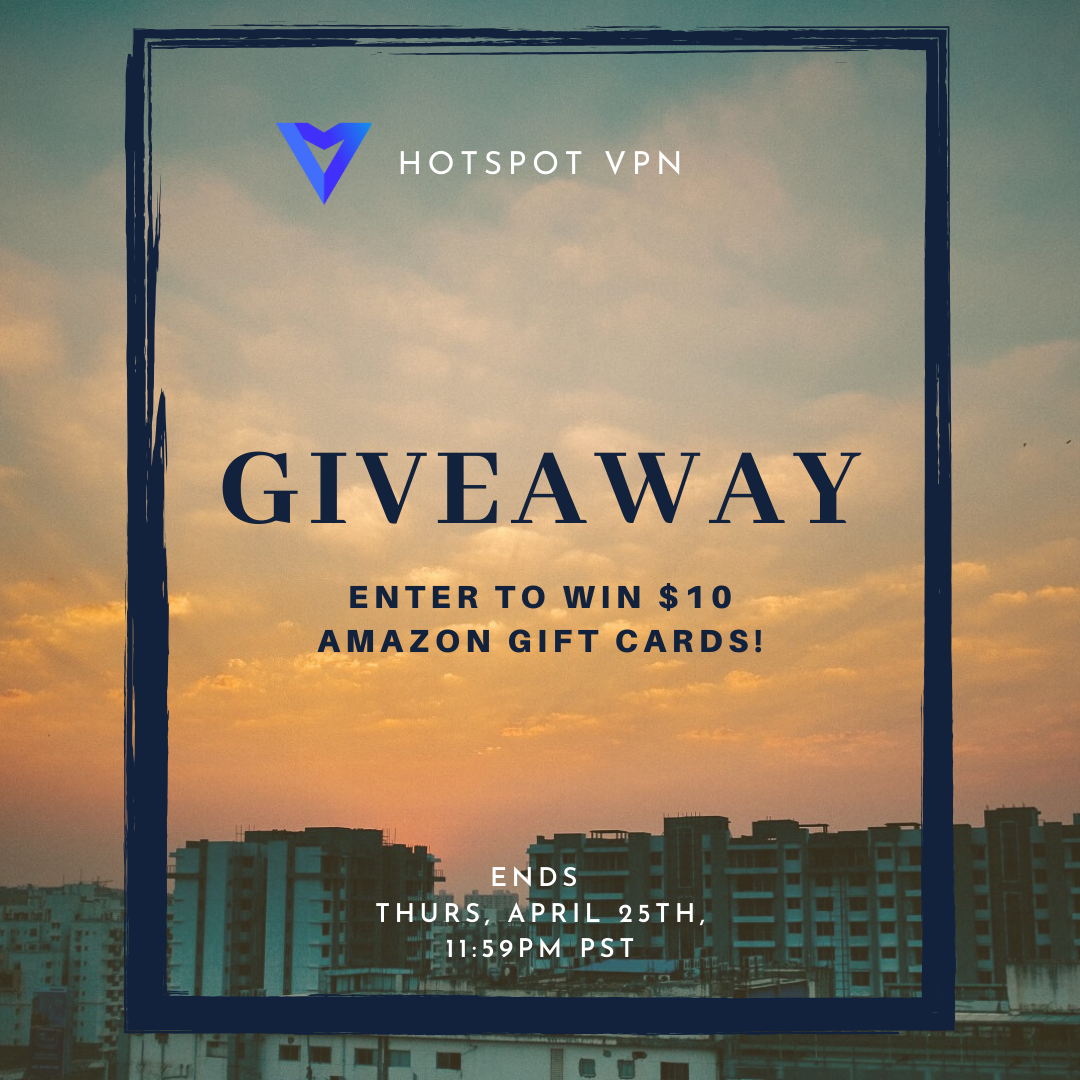 HOTSPOT VPN
GIVEAWAY
ENTER TO WIN $10
AMAZON GIFT CARDS!
ENDS
THURS, APRIL 25TH,
11:59PM PST